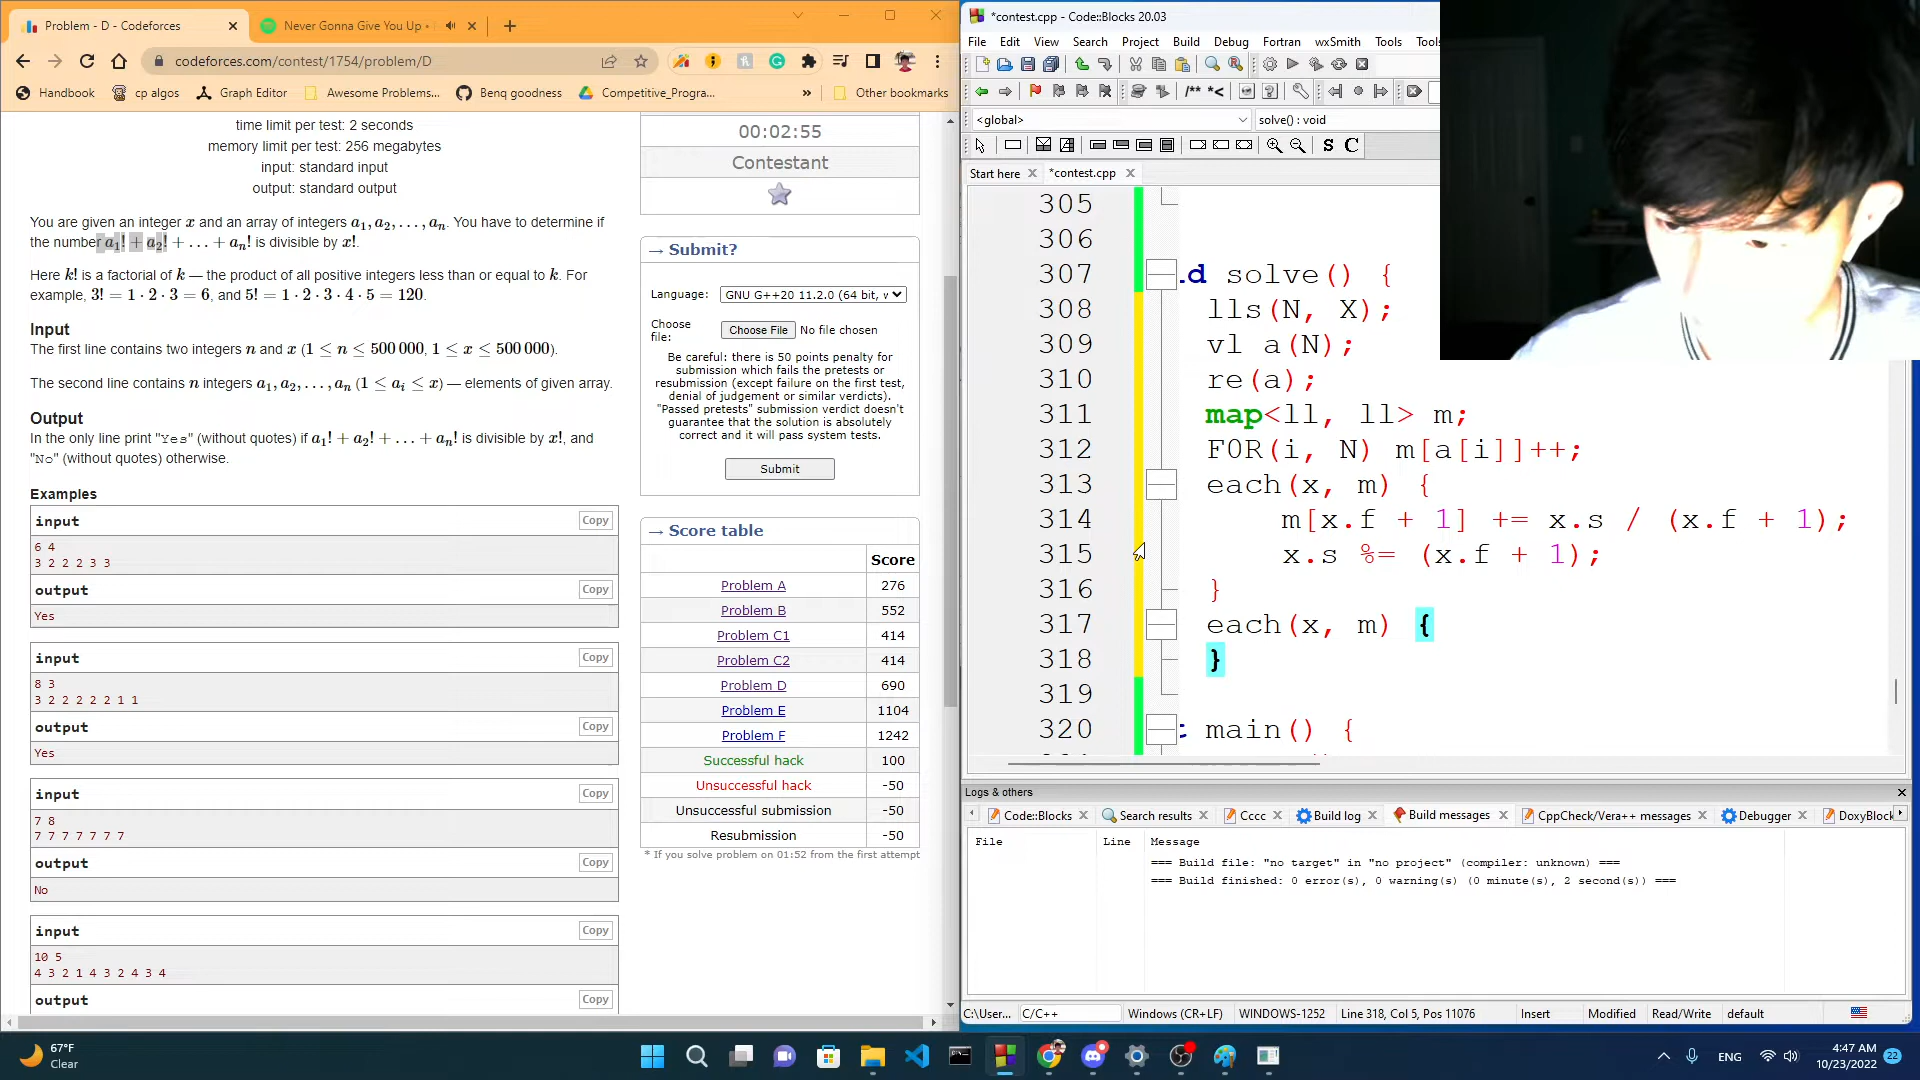 Problem - D - Codeforces
Never Gonna Give You Up •
codeforces.com/contest/1754/problem/D
Handbook
cp algos
Graph Editor
Awesome Problems...
Benq goodness
Competitive_Progra...
»
Other bookmarks
time limit per test: 2 seconds
memory limit per test: 256 megabytes
input: standard input
output: standard output
You are given an integer x and an array of integers a₁, a₂, . . . , aₙ. You have to determine if
the number a₁! + a₂! + . . . + aₙ! is divisible by x!.
Here k! is a factorial of k — the product of all positive integers less than or equal to k. For
example, 3! = 1 · 2 · 3 = 6, and 5! = 1 · 2 · 3 · 4 · 5 = 120.
Input
The first line contains two integers n and x (1 ≤ n ≤ 500 000, 1 ≤ x ≤ 500 000).
The second line contains n integers a₁, a₂, . . . , aₙ (1 ≤ aᵢ ≤ x) — elements of given array.
Output
In the only line print "Yes" (without quotes) if a₁! + a₂! + . . . + aₙ! is divisible by x!, and
"No" (without quotes) otherwise.
Examples
input
Copy
6 4
3 2 2 2 3 3
output
Copy
Yes
input
Copy
8 3
3 2 2 2 2 2 1 1
output
Copy
Yes
input
Copy
7 8
7 7 7 7 7 7 7
output
Copy
No
input
Copy
10 5
4 3 2 1 4 3 2 4 3 4
output
Copy
00:02:55
Contestant
→ Submit?
Language: GNU G++20 11.2.0 (64 bit, v
Choose file: Choose File No file chosen
Be careful: there is 50 points penalty for
submission which fails the pretests or
resubmission (except failure on the first test,
denial of judgement or similar verdicts).
"Passed pretests" submission verdict doesn't
guarantee that the solution is absolutely
correct and it will pass system tests.
Submit
→ Score table
Score
Problem A 276
Problem B 552
Problem C1 414
Problem C2 414
Problem D 690
Problem E 1104
Problem F 1242
Successful hack 100
Unsuccessful hack -50
Unsuccessful submission -50
Resubmission -50
* If you solve problem on 01:52 from the first attempt
*contest.cpp - Code::Blocks 20.03
File Edit View Search Project Build Debug Fortran wxSmith Tools Tools
/** *<
<global>
solve() : void
S C
Start here
*contest.cpp
305
306
307 d solve() {
308 lls(N, X);
309 vl a(N);
310 re(a);
311 map<ll, ll> m;
312 FOR(i, N) m[a[i]]++;
313 each(x, m) {
314 m[x.f + 1] += x.s / (x.f + 1);
315 x.s %= (x.f + 1);
316 }
317 each(x, m) {
318 }
319
320 t main() {
Logs & others
Code::Blocks
Search results
Cccc
Build log
Build messages
CppCheck/Vera++ messages
Debugger
DoxyBlock
File Line Message
=== Build file: "no target" in "no project" (compiler: unknown) ===
=== Build finished: 0 error(s), 0 warning(s) (0 minute(s), 2 second(s)) ===
C:\User... C/C++ Windows (CR+LF) WINDOWS-1252 Line 318, Col 5, Pos 11076 Insert Modified Read/Write default
67°F
Clear
ENG
4:47 AM
10/23/2022
22